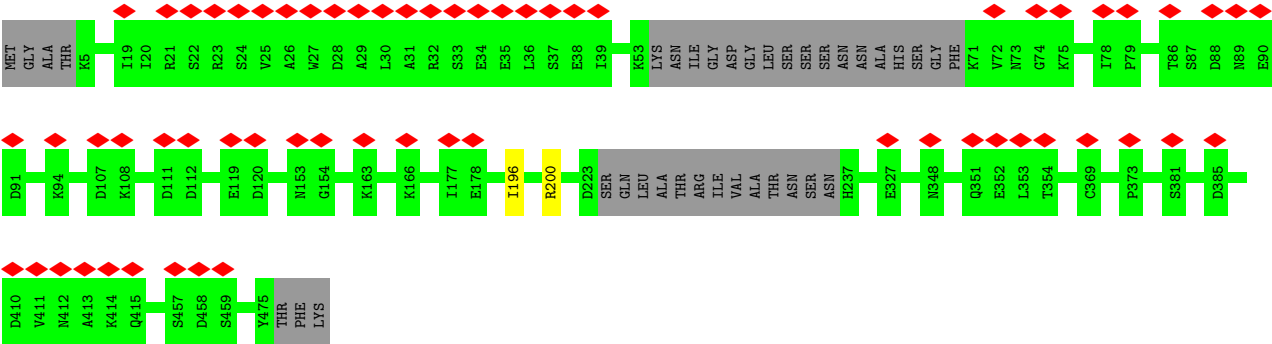 MET GLY ALA THR K5 I19 I20 R21 S22 R23 S24 V25 A26 W27 D28 A29 L30 A31 R32 S33 E34 E35 L36 S37 E38 I39 K53 LYS ASN ILE GLY ASP GLY LEU SER SER SER ASN ASN ALA HIS SER GLY PHE K71 V72 N73 G74 K75 I78 P79 T86 S87 D88 N89 E90
D91 K94 D107 K108 D111 D112 E119 D120 N153 G154 K163 K166 I177 E178 I196 R200 D223 SER GLN LEU ALA THR ARG ILE VAL ALA THR ASN SER ASN H237 E327 N348 Q351 E352 L353 T354 C369 P373 S381 D385
D410 V411 N412 A413 K414 Q415 S457 D458 S459 Y475 THR PHE LYS